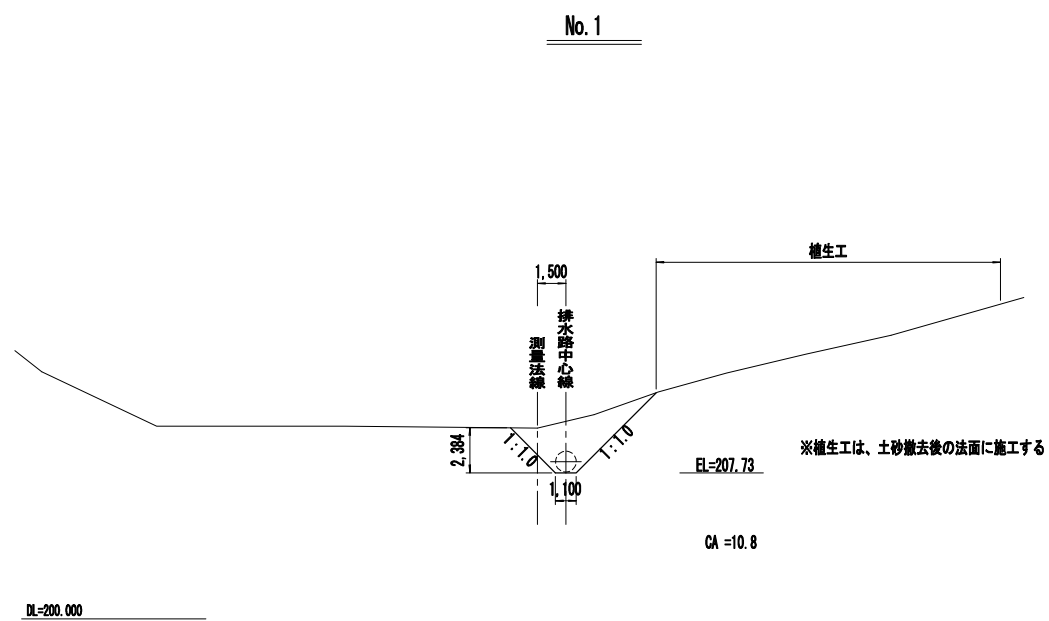 No.1
植生工
1,500
排水路中心線
測量法線
2,384
1:1.0
1:1.0
※植生工は、土砂撤去後の法面に施工する
EL=207.73
1,100
CA =10.8
DL=200.000